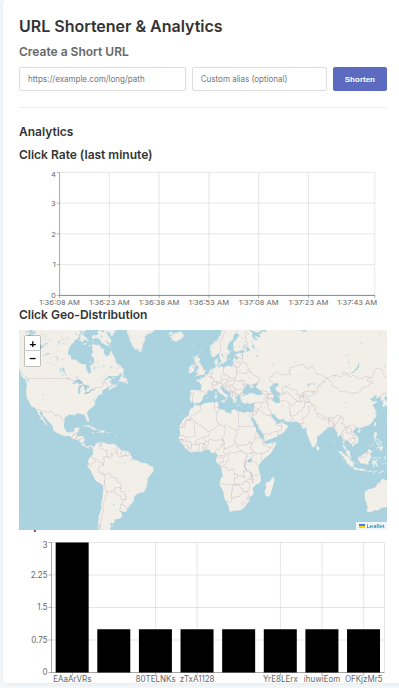 URL Shortener & Analytics
Create a Short URL
https://example.com/long/path
Custom alias (optional)
Shorten
Analytics
Click Rate (last minute)
4
3
2
1
0
1:36:08 AM 1:36:23 AM 1:36:38 AM 1:36:53 AM 1:37:08 AM 1:37:23 AM 1:37:43 AM
Click Geo-Distribution
+
−
Leaflet
3
2.25
1.5
0.75
0
EAaArVRs 80TELNKs zTxA1128 YrE8LErx ihuwiEom OFKjzMr5